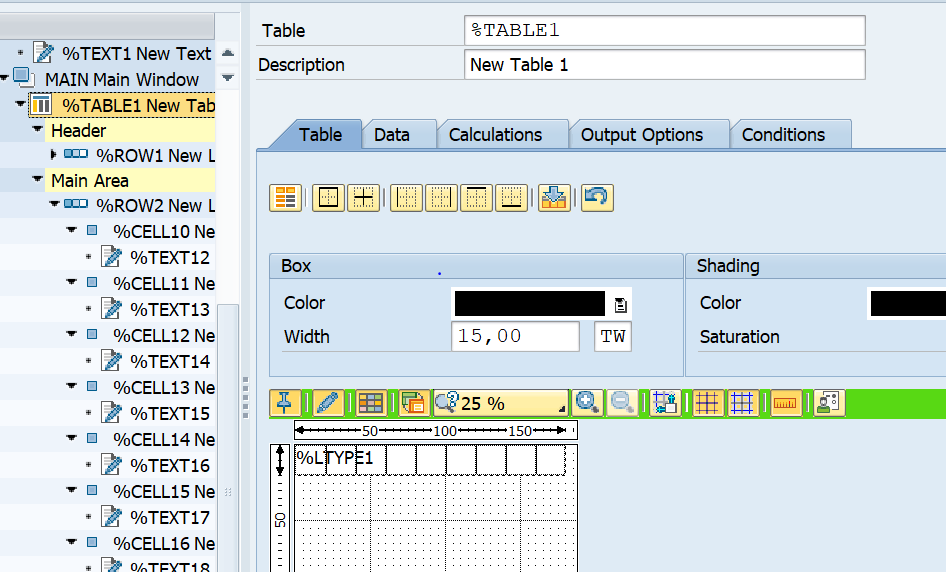 %TEXT1 New Text
MAIN Main Window
%TABLE1 New Tab
Header
%ROW1 New L
Main Area
%ROW2 New L
%CELL10 Ne
%TEXT12
%CELL11 Ne
%TEXT13
%CELL12 Ne
%TEXT14
%CELL13 Ne
%TEXT15
%CELL14 Ne
%TEXT16
%CELL15 Ne
%TEXT17
%CELL16 Ne
%TEXT18
Table %TABLE1
Description New Table 1
Table Data Calculations Output Options Conditions
Box
Color
Width 15,00 TW
Shading
Color
Saturation
25 %
50 100 150
%LTYPE1
50